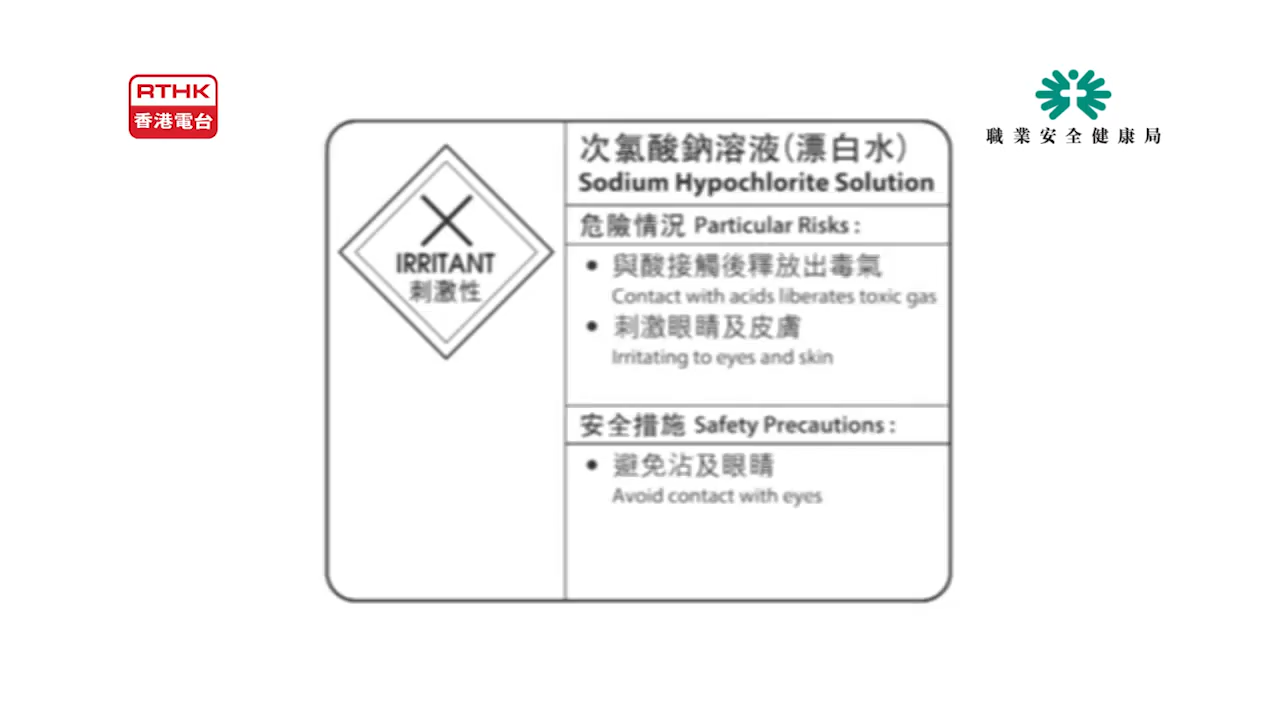 RTHK
香港電台
職業安全健康局
IRRITANT
刺激性
次氯酸鈉溶液(漂白水)
Sodium Hypochlorite Solution
危險情況 Particular Risks :
• 與酸接觸後釋放出毒氣
Contact with acids liberates toxic gas
• 刺激眼睛及皮膚
Irritating to eyes and skin
安全措施 Safety Precautions :
• 避免沾及眼睛
Avoid contact with eyes